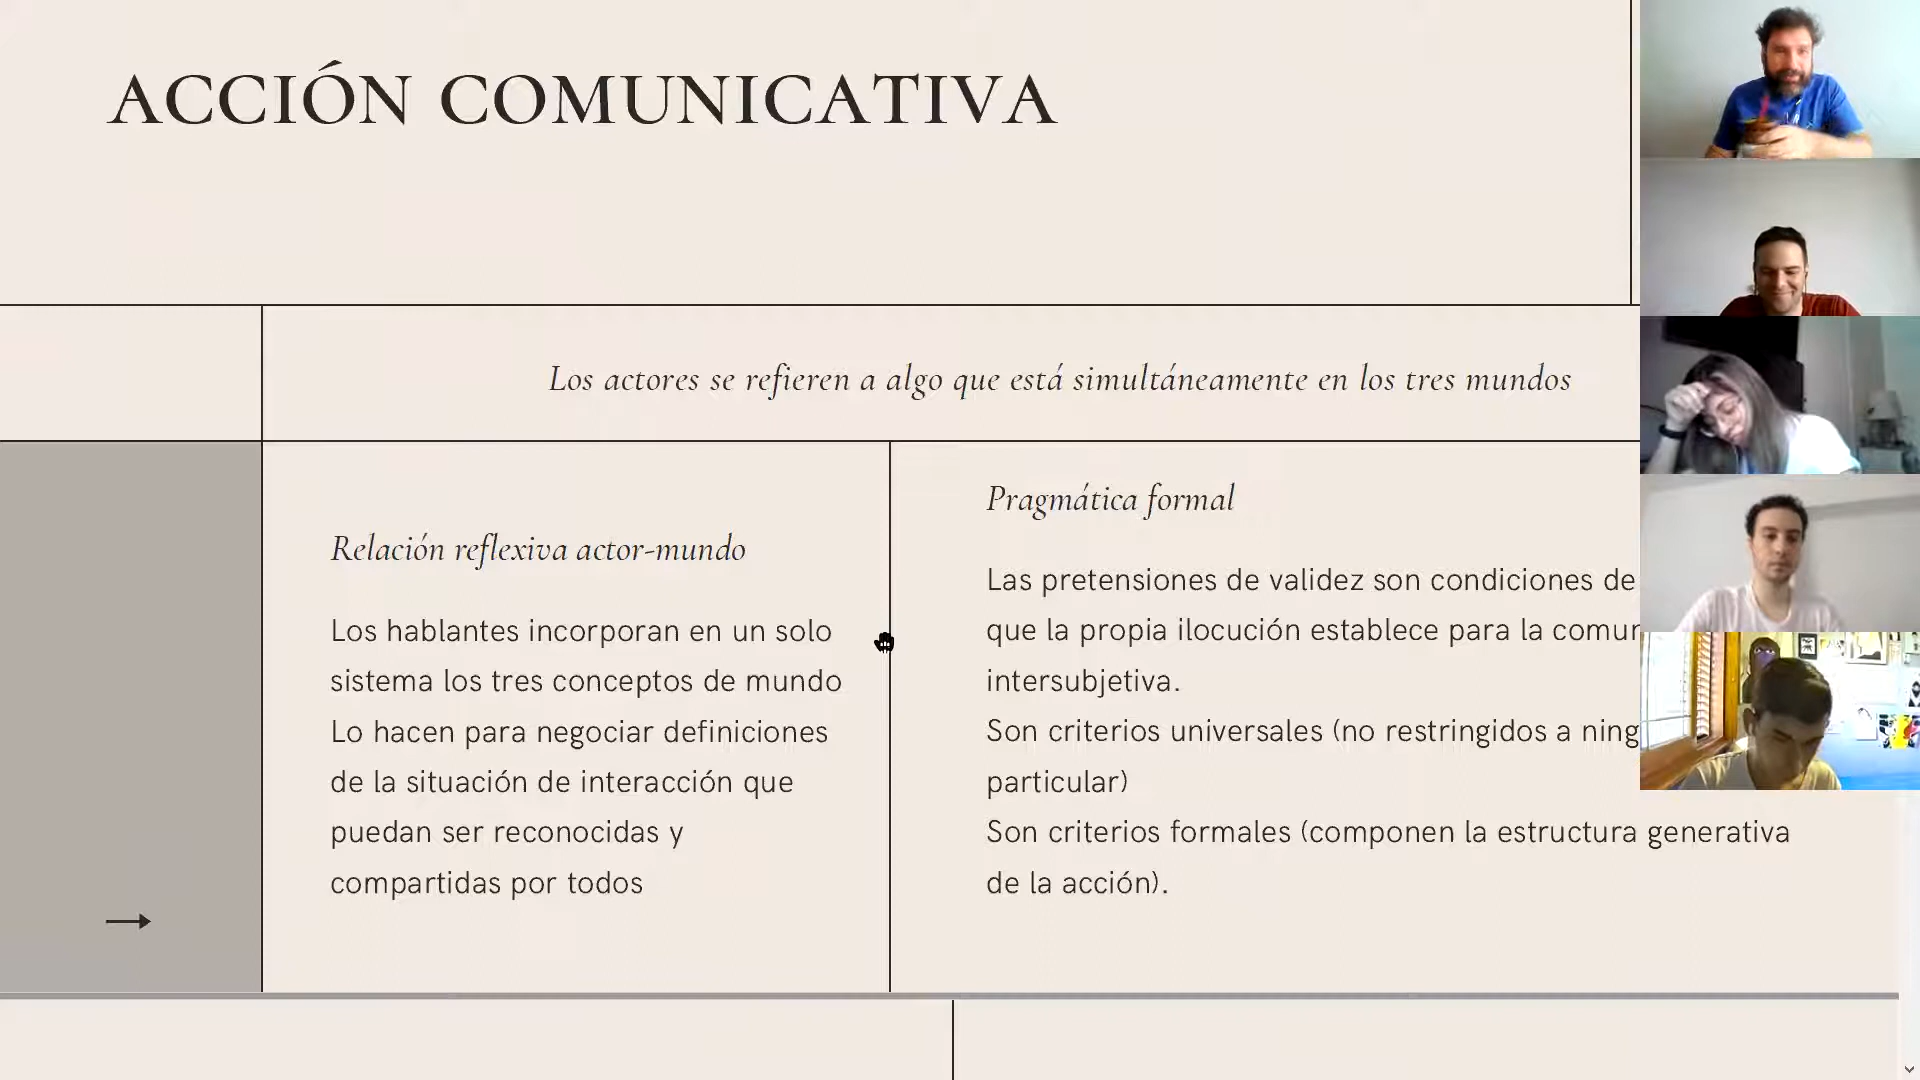 ACCIÓN COMUNICATIVA
Los actores se refieren a algo que está simultáneamente en los tres mundos
Relación reflexiva actor-mundo
Los hablantes incorporan en un solo
sistema los tres conceptos de mundo
Lo hacen para negociar definiciones
de la situación de interacción que
puedan ser reconocidas y
compartidas por todos
Pragmática formal
Las pretensiones de validez son condiciones de
que la propia ilocución establece para la
intersubjetiva.
Son criterios universales (no restringidos a
particular)
Son criterios formales (componen la estructura generativa
de la acción).